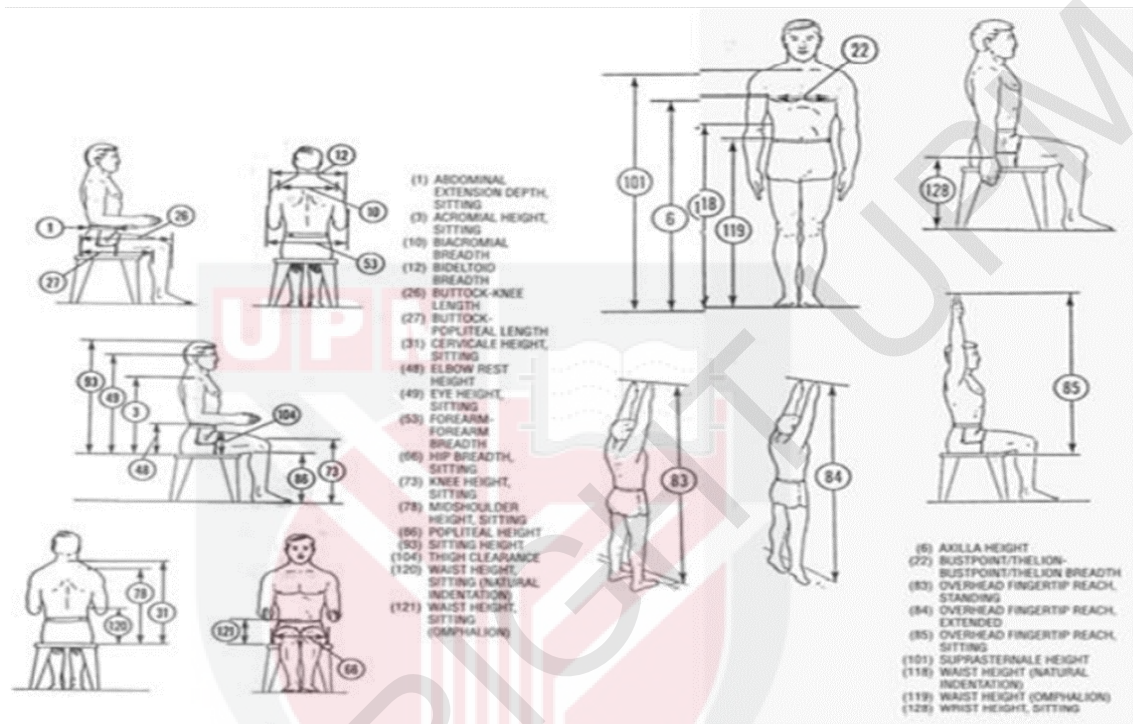 1
26
27
12
10
53
93
49
3
48
104
86
73
78
31
120
121
66
(1) ABDOMINAL
EXTENSION DEPTH,
SITTING
(3) ACROMIAL HEIGHT,
SITTING
(10) BIACROMIAL
BREADTH
(12) BIDELTOID
BREADTH
(26) BUTTOCK-KNEE
LENGTH
(27) BUTTOCK-
POPLITEAL LENGTH
(31) CERVICALE HEIGHT,
SITTING
(48) ELBOW REST
HEIGHT
(49) EYE HEIGHT,
SITTING
(53) FOREARM-
FOREARM
BREADTH
(66) HIP BREADTH,
SITTING
(73) KNEE HEIGHT,
SITTING
(78) MIDSHOULDER
HEIGHT, SITTING
(86) POPLITEAL HEIGHT
(93) SITTING HEIGHT
(104) THIGH CLEARANCE
(120) WAIST HEIGHT,
SITTING (NATURAL
INDENTATION)
(121) WAIST HEIGHT,
SITTING
(OMPHALION)
22
101
6
118
119
128
83
84
85
(6) AXILLA HEIGHT
(22) BUSTPOINT/THELION-
BUSTPOINT/THELION BREADTH
(83) OVERHEAD FINGERTIP REACH,
STANDING
(84) OVERHEAD FINGERTIP REACH,
EXTENDED
(85) OVERHEAD FINGERTIP REACH,
SITTING
(101) SUPRASTERNALE HEIGHT
(118) WAIST HEIGHT (NATURAL
INDENTATION)
(119) WAIST HEIGHT (OMPHALION)
(128) WRIST HEIGHT, SITTING
UPM
PYRIGHT UPM